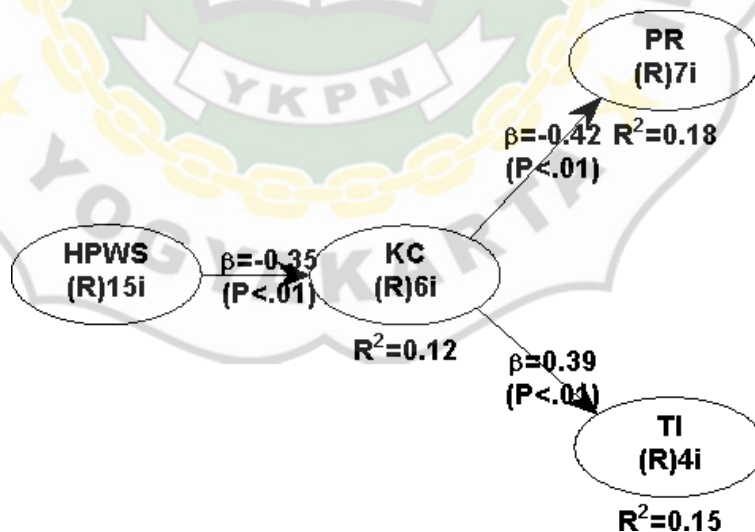 YKPN
YOGYAKARTA
PR
(R)7i
β=-0.42 R²=0.18
(P<.01)
HPWS
(R)15i
β=-0.35
(P<.01)
KC
(R)6i
R²=0.12
β=0.39
(P<.01)
TI
(R)4i
R²=0.15